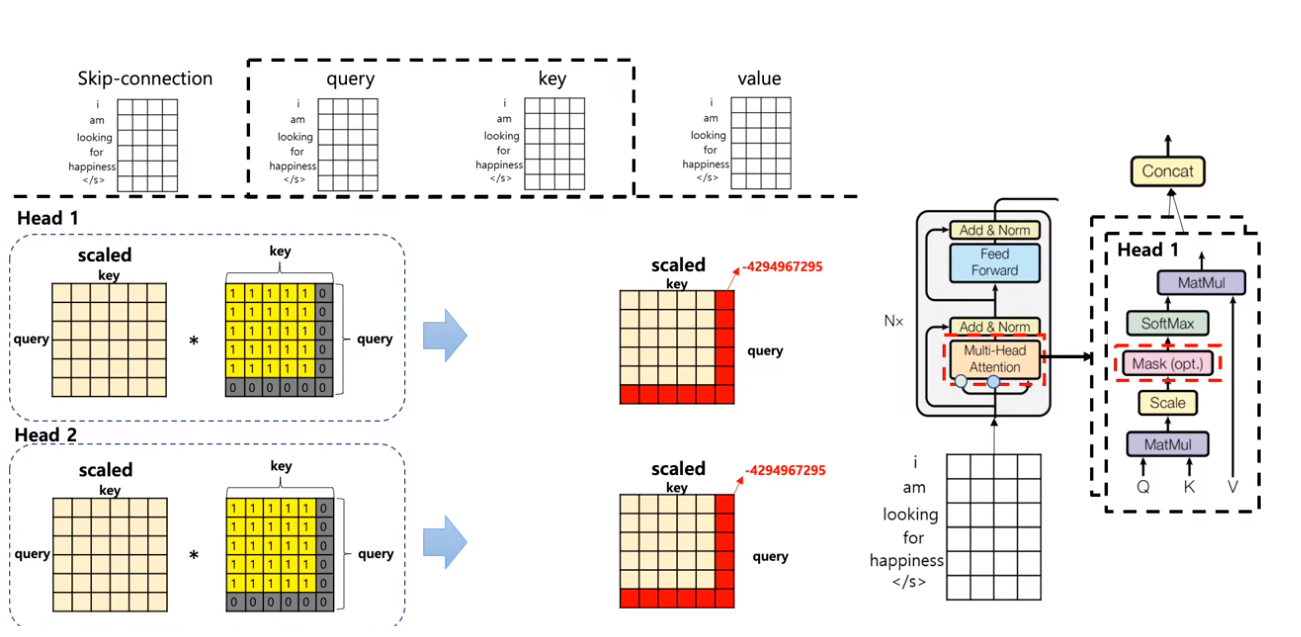 Skip-connection
query
key
value
i
am
looking
for
happiness
</s>
i
am
looking
for
happiness
</s>
i
am
looking
for
happiness
</s>
i
am
looking
for
happiness
</s>
Head 1
scaled
key
query
*
key
1 1 1 1 1 0
1 1 1 1 1 0
1 1 1 1 1 0
1 1 1 1 1 0
1 1 1 1 1 0
0 0 0 0 0 0
query
scaled
key
-4294967295
query
Head 2
scaled
key
query
*
key
1 1 1 1 1 0
1 1 1 1 1 0
1 1 1 1 1 0
1 1 1 1 1 0
1 1 1 1 1 0
0 0 0 0 0 0
query
scaled
key
-4294967295
query
N×
Add & Norm
Feed
Forward
Add & Norm
Multi-Head
Attention
i
am
looking
for
happiness
</s>
Concat
Head 1
MatMul
SoftMax
Mask (opt.)
Scale
MatMul
Q K V